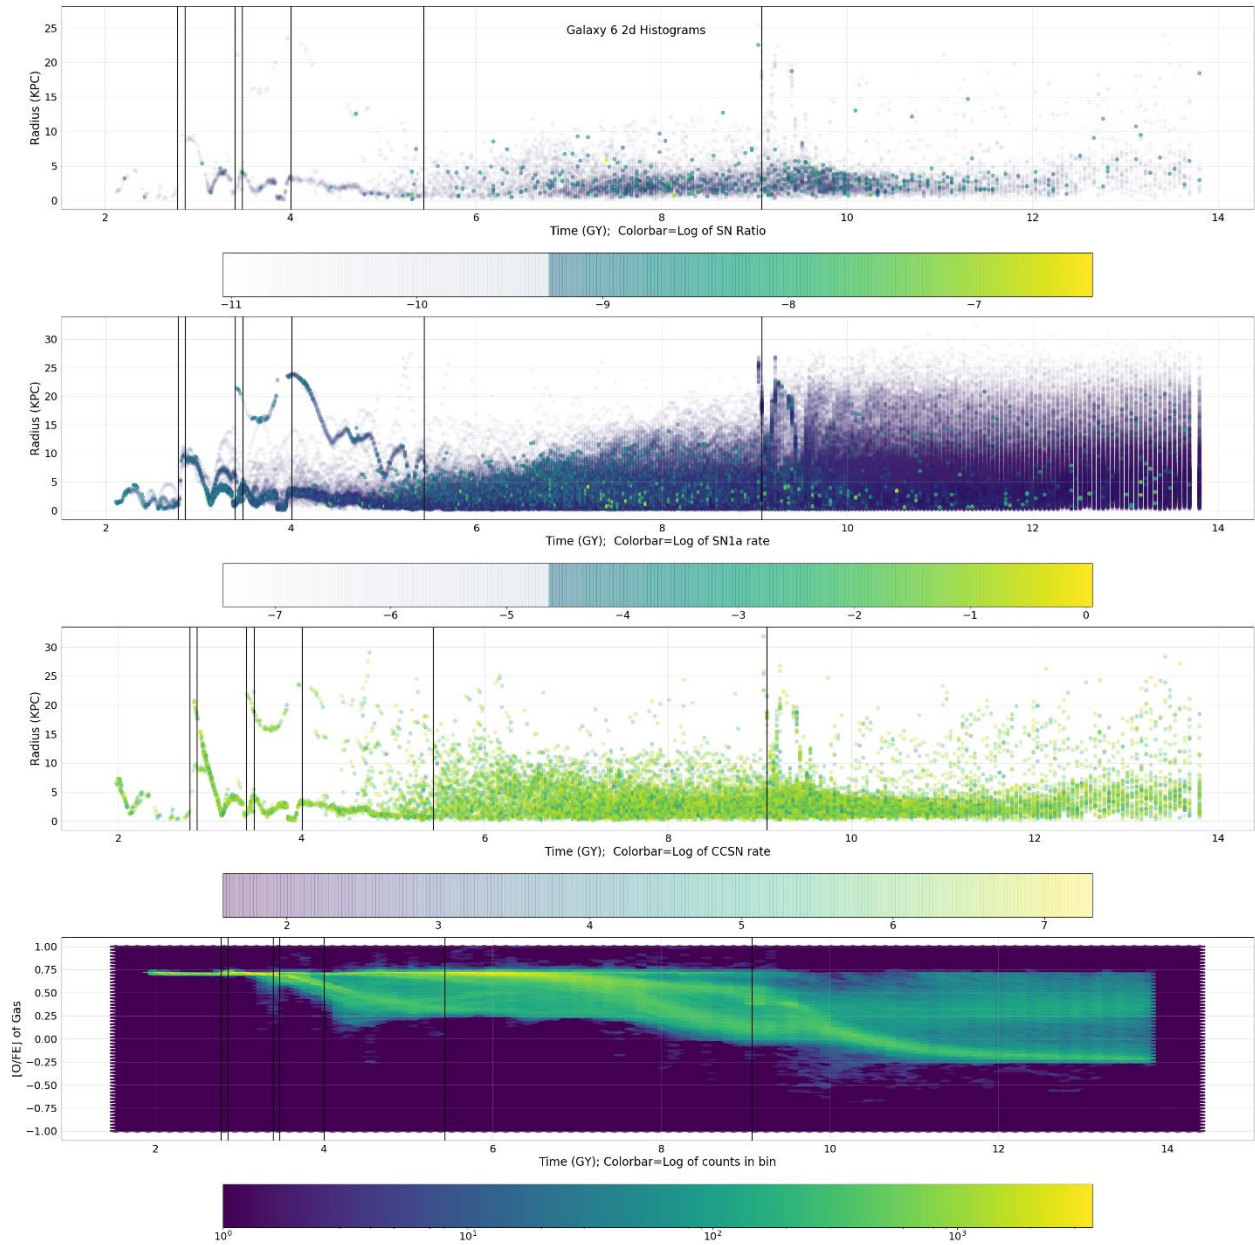 Galaxy 6 2d Histograms
Radius (KPC)
25
20
15
10
5
0
2 4 6 8 10 12 14
Time (GY); Colorbar=Log of SN Ratio
−11 −10 −9 −8 −7
Radius (KPC)
30
25
20
15
10
5
0
2 4 6 8 10 12 14
Time (GY); Colorbar=Log of SN1a rate
−7 −6 −5 −4 −3 −2 −1 0
Radius (KPC)
30
25
20
15
10
5
0
2 4 6 8 10 12 14
Time (GY); Colorbar=Log of CCSN rate
2 3 4 5 6 7
[O/FE] of Gas
1.00
0.75
0.50
0.25
0.00
−0.25
−0.50
−0.75
−1.00
2 4 6 8 10 12 14
Time (GY); Colorbar=Log of counts in bin
10⁰ 10¹ 10² 10³